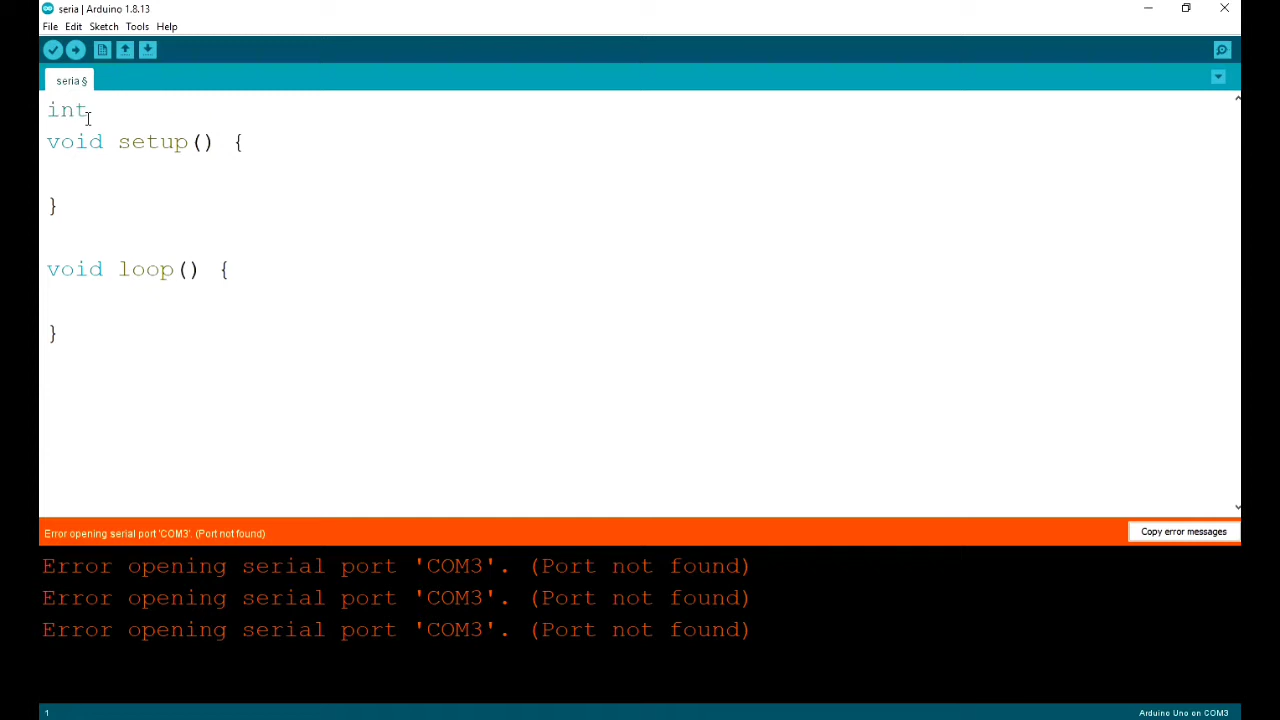 seria | Arduino 1.8.13
File Edit Sketch Tools Help
seria §
int
void setup() {
}
void loop() {
}
Error opening serial port 'COM3'. (Port not found)
Copy error messages
Error opening serial port 'COM3'. (Port not found)
Error opening serial port 'COM3'. (Port not found)
Error opening serial port 'COM3'. (Port not found)
1
Arduino Uno on COM3